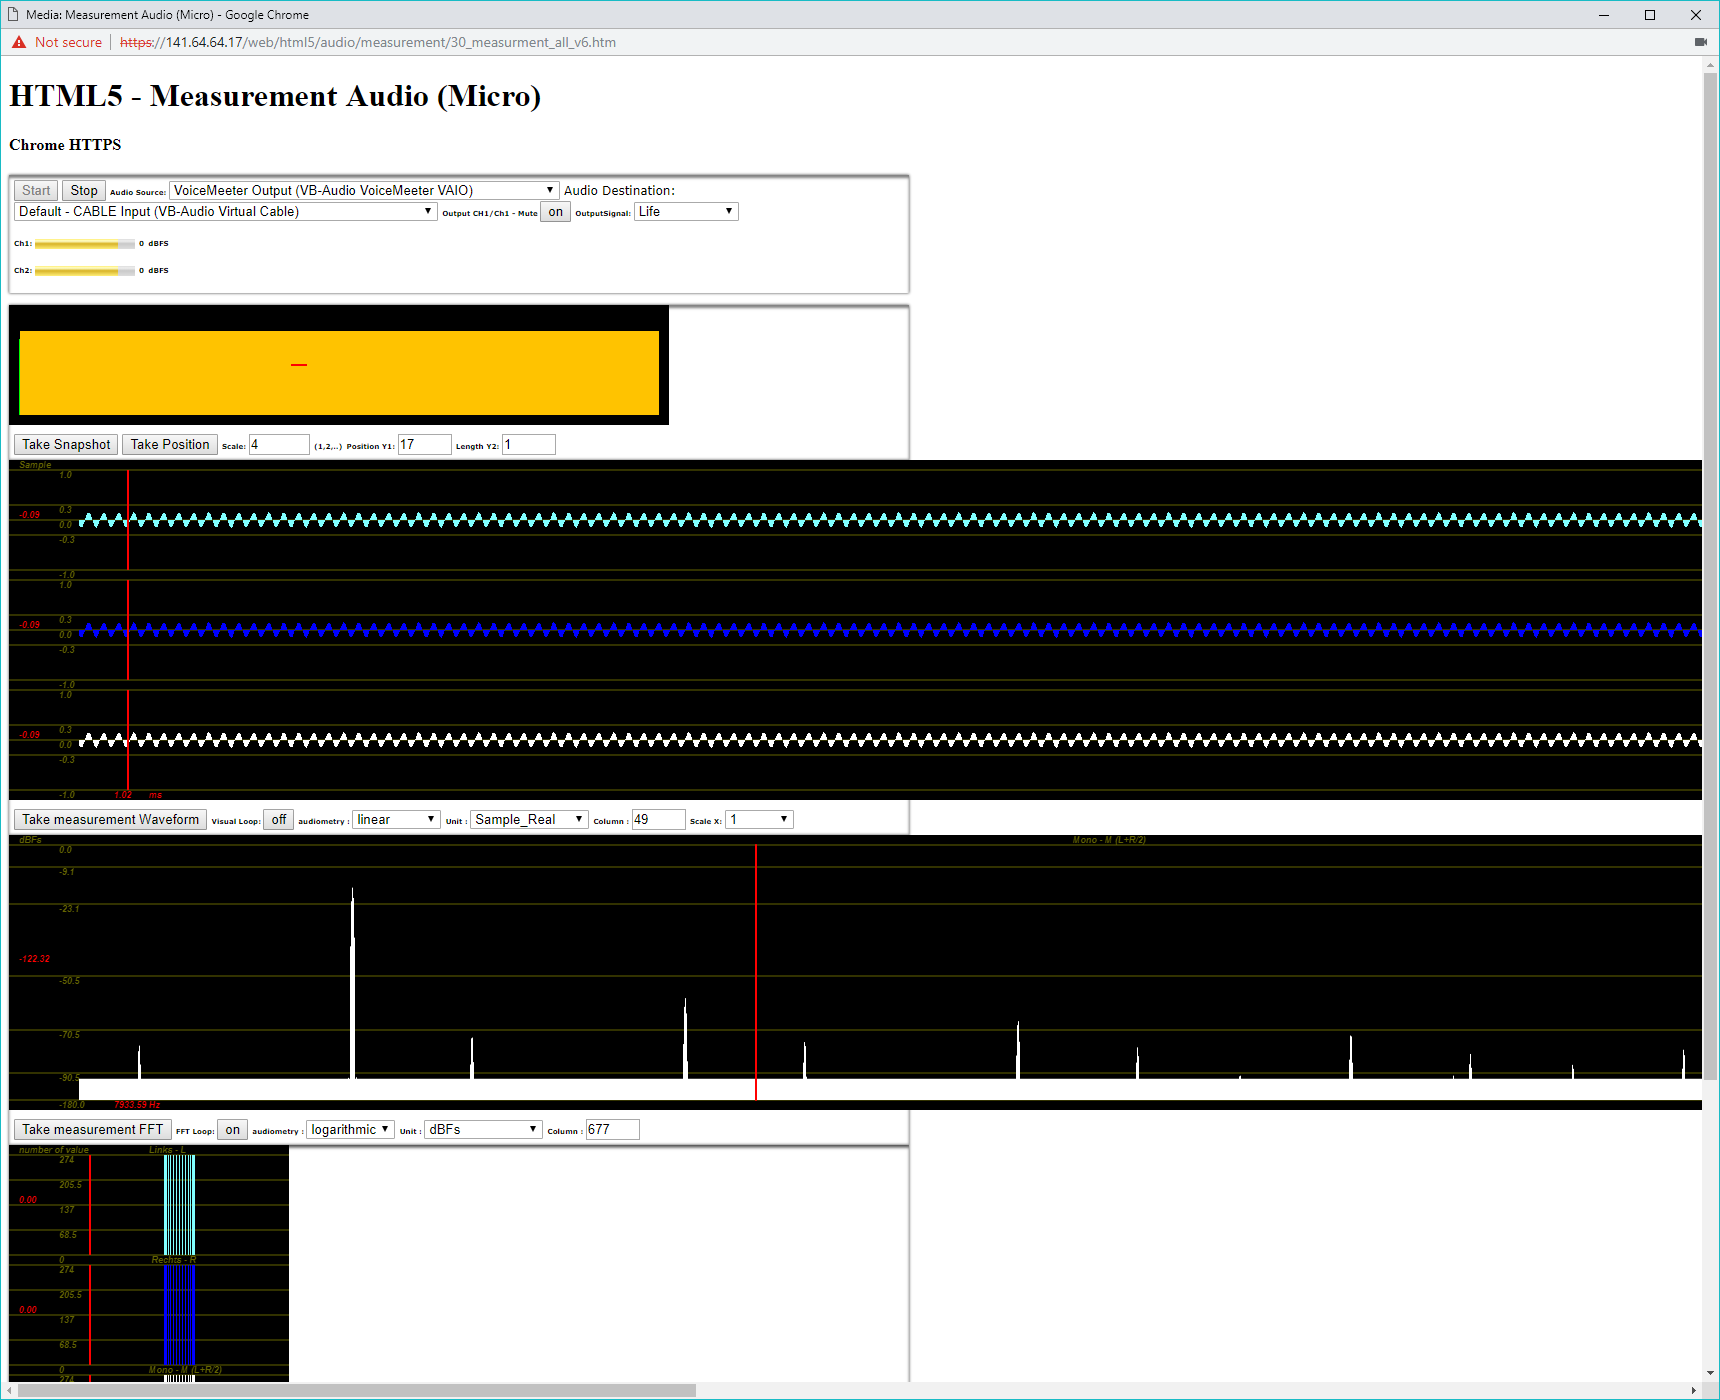 Media: Measurement Audio (Micro) - Google Chrome
Not secure | https://141.64.64.17/web/html5/audio/measurement/30_measurment_all_v6.htm
HTML5 - Measurement Audio (Micro)
Chrome HTTPS
Start Stop Audio Source: VoiceMeeter Output (VB-Audio VoiceMeeter VAIO) Audio Destination:
Default - CABLE Input (VB-Audio Virtual Cable) Output CH1/Ch1 - Mute on OutputSignal: Life
Ch1: 0 dBFS
Ch2: 0 dBFS
Take Snapshot Take Position Scale: 4 (1,2,..) Position Y1: 17 Length Y2: 1
Sample
1.0
0.3
-0.09
0.0
-0.3
-1.0
1.0
0.3
-0.09
0.0
-0.3
-1.0
1.0
0.3
-0.09
0.0
-0.3
-1.0 1.02 ms
Take measurement Waveform Visual Loop: off audiometry : linear Unit : Sample_Real Column : 49 Scale X: 1
dBFs Mono - M (L+R/2)
0.0
-9.1
-23.1
-122.32
-50.5
-70.5
-90.5
-180.0 7933.59 Hz
Take measurement FFT FFT Loop: on audiometry : logarithmic Unit : dBFs Column : 677
number of value Links - L
274
205.5
0.00
137
68.5
0 Rechts - R
274
205.5
0.00
137
68.5
0 Mono - M (L+R/2)
274